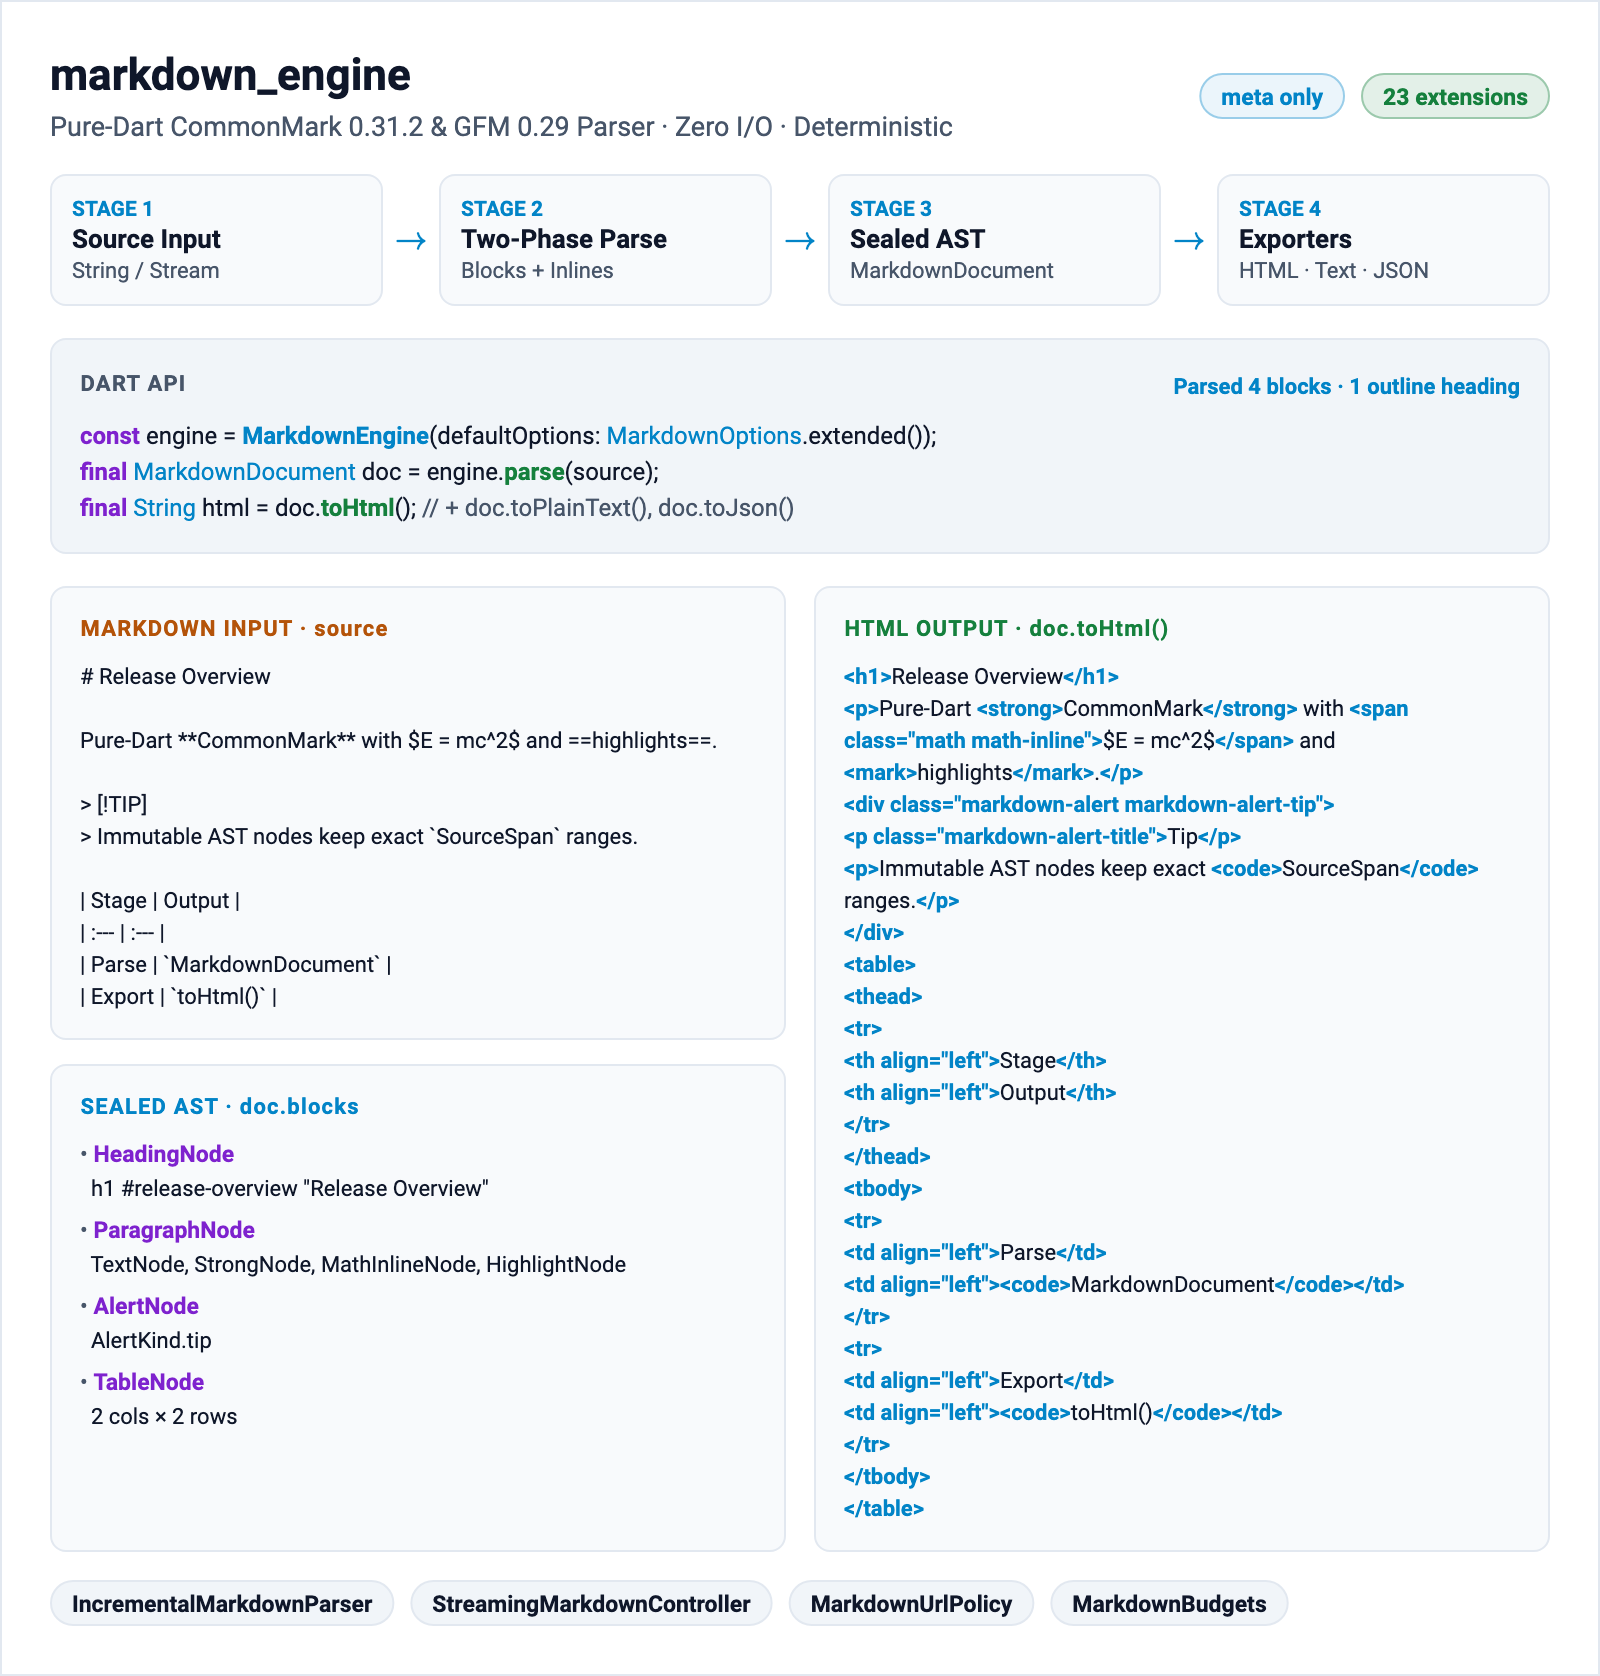 markdown_engine
Pure-Dart CommonMark 0.31.2 & GFM 0.29 Parser · Zero I/O · Deterministic
meta only
23 extensions
STAGE 1
Source Input
String / Stream
→
STAGE 2
Two-Phase Parse
Blocks + Inlines
→
STAGE 3
Sealed AST
MarkdownDocument
→
STAGE 4
Exporters
HTML · Text · JSON
DART API
Parsed 4 blocks · 1 outline heading
const engine = MarkdownEngine(defaultOptions: MarkdownOptions.extended());
final MarkdownDocument doc = engine.parse(source);
final String html = doc.toHtml(); // + doc.toPlainText(), doc.toJson()
MARKDOWN INPUT · source
# Release Overview
Pure-Dart **CommonMark** with $E = mc^2$ and ==highlights==.
> [!TIP]
> Immutable AST nodes keep exact `SourceSpan` ranges.
| Stage | Output |
| :--- | :--- |
| Parse | `MarkdownDocument` |
| Export | `toHtml()` |
SEALED AST · doc.blocks
• HeadingNode
h1 #release-overview "Release Overview"
• ParagraphNode
TextNode, StrongNode, MathInlineNode, HighlightNode
• AlertNode
AlertKind.tip
• TableNode
2 cols × 2 rows
HTML OUTPUT · doc.toHtml()
<h1>Release Overview</h1>
<p>Pure-Dart <strong>CommonMark</strong> with <span
class="math math-inline">$E = mc^2$</span> and
<mark>highlights</mark>.</p>
<div class="markdown-alert markdown-alert-tip">
<p class="markdown-alert-title">Tip</p>
<p>Immutable AST nodes keep exact <code>SourceSpan</code>
ranges.</p>
</div>
<table>
<thead>
<tr>
<th align="left">Stage</th>
<th align="left">Output</th>
</tr>
</thead>
<tbody>
<tr>
<td align="left">Parse</td>
<td align="left"><code>MarkdownDocument</code></td>
</tr>
<tr>
<td align="left">Export</td>
<td align="left"><code>toHtml()</code></td>
</tr>
</tbody>
</table>
IncrementalMarkdownParser
StreamingMarkdownController
MarkdownUrlPolicy
MarkdownBudgets